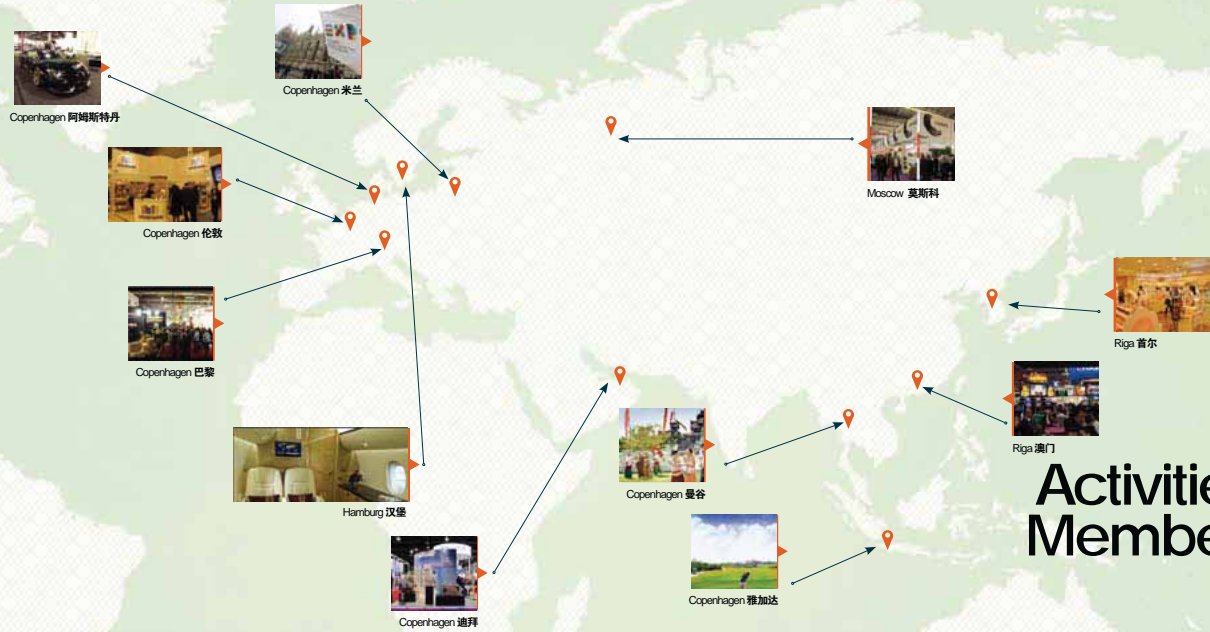 Copenhagen 米兰
Copenhagen 阿姆斯特丹
Moscow 莫斯科
Copenhagen 伦敦
Riga 首尔
Copenhagen 巴黎
Riga 澳门
Activitie
Membe
Copenhagen 曼谷
Hamburg 汉堡
Copenhagen 雅加达
Copenhagen 迪拜